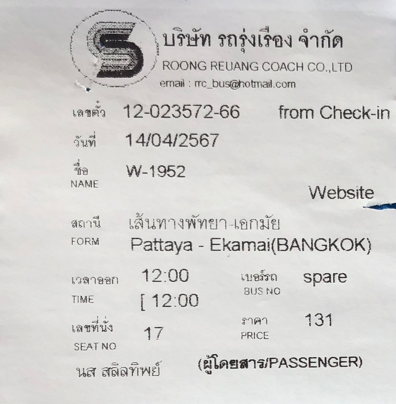 บริษัท รถรุ่งเรือง จำกัด
ROONG REUANG COACH CO.,LTD
email : rrc_bus@hotmail.com
เลขตั๋ว 12-023572-66 from Check-in
วันที่ 14/04/2567
ชื่อ W-1952
NAME
Website
สถานี เส้นทางพัทยา-เอกมัย
FORM Pattaya - Ekamai(BANGKOK)
เวลาออก 12:00 เบอร์รถ spare
BUS NO
TIME [ 12:00
เลขที่นั่ง 17 ราคา 131
SEAT NO PRICE
นส สลิลทิพย์ (ผู้โดยสาร/PASSENGER)